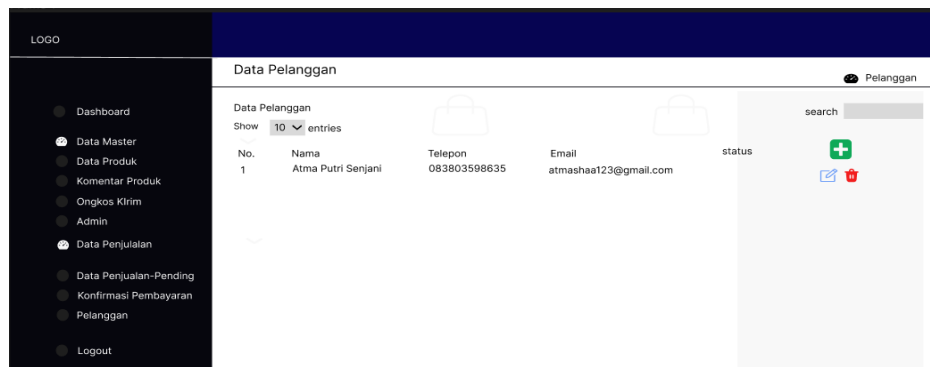 LOGO
Data Pelanggan
Pelanggan
Dashboard
Data Master
Data Produk
Komentar Produk
Ongkos KIrim
Admin
Data Penjulalan
Data Penjualan-Pending
Konfirmasi Pembayaran
Pelanggan
Logout
Data Pelanggan
search
Show 10 entries
No. Nama Telepon Email status
1 Atma Putri Senjani 083803598635 atmashaa123@gmail.com